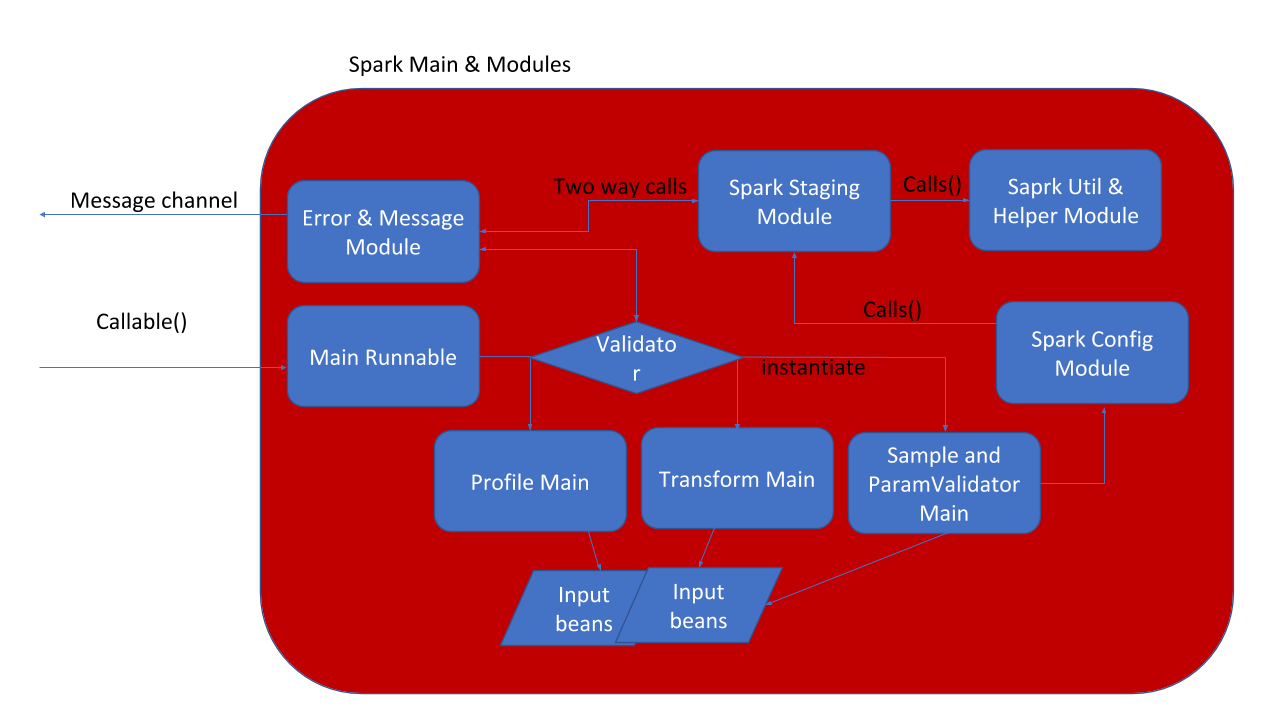 Spark Main & Modules
Message channel
Error & Message
Module
Two way calls
Spark Staging
Module
Calls()
Saprk Util &
Helper Module
Callable()
Main Runnable
Validato
r
instantiate
Calls()
Spark Config
Module
Profile Main
Transform Main
Sample and
ParamValidator
Main
Input
beans
Input
beans